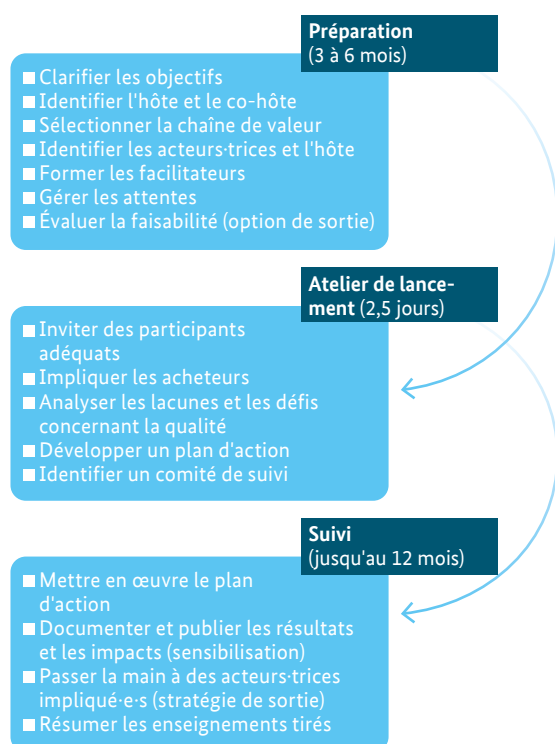 Préparation
(3 à 6 mois)
Clarifier les objectifs
Identifier l'hôte et le co-hôte
Sélectionner la chaîne de valeur
Identifier les acteurs·trices et l'hôte
Former les facilitateurs
Gérer les attentes
Évaluer la faisabilité (option de sortie)
Atelier de lance-
ment (2,5 jours)
Inviter des participants
adéquats
Impliquer les acheteurs
Analyser les lacunes et les défis
concernant la qualité
Développer un plan d'action
Identifier un comité de suivi
Suivi
(jusqu'au 12 mois)
Mettre en œuvre le plan
d'action
Documenter et publier les résultats
et les impacts (sensibilisation)
Passer la main à des acteurs·trices
impliqué·e·s (stratégie de sortie)
Résumer les enseignements tirés